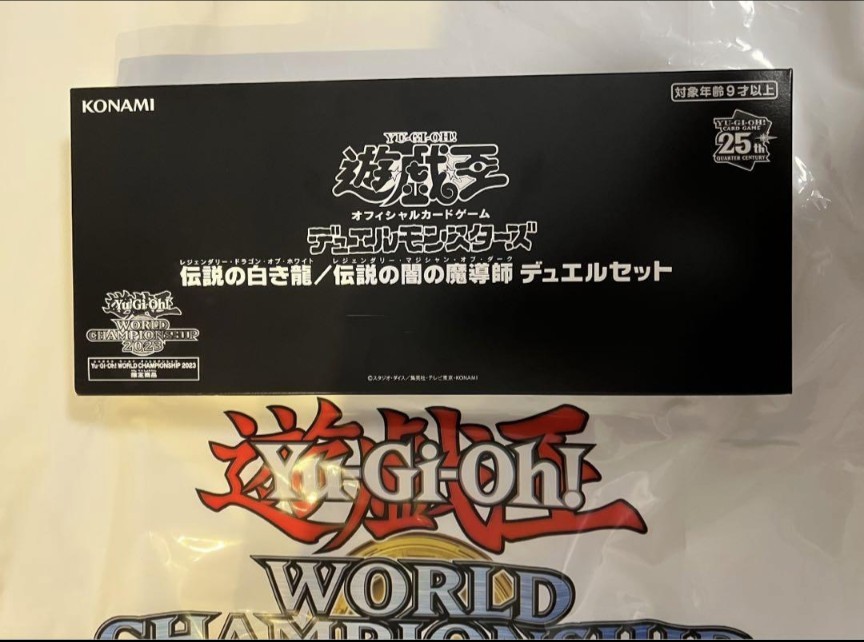 KONAMI
対象年齢9才以上
YU-GI-OH!
CARD GAME
25th
QUARTER CENTURY
YU-GI-OH!
遊☆戯☆王
オフィシャルカードゲーム
デュエルモンスターズ
レジェンダリー・ドラゴン・オブ・ホワイト レジェンダリー・マジシャン・オブ・ダーク
伝説の白き龍/伝説の闇の魔導師 デュエルセット
Yu-Gi-Oh!
WORLD
CHAMPIONSHIP
2023
Yu-Gi-Oh! WORLD CHAMPIONSHIP 2023
限定商品
©スタジオ・ダイス/集英社・テレビ東京・KONAMI
遊戯王
Yu-Gi-Oh!
WORLD
CHAMPIONSHIP